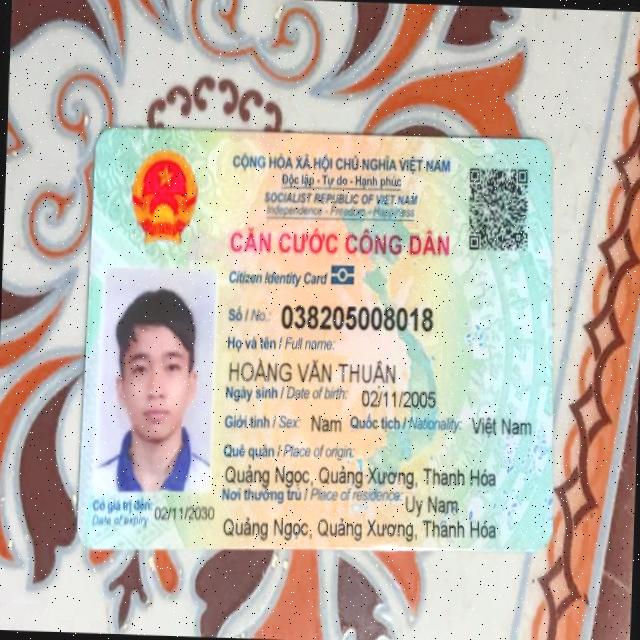 CỘNG HÒA XÃ HỘI CHỦ NGHĨA VIỆT NAM
Độc lập - Tự do - Hạnh phúc
SOCIALIST REPUBLIC OF VIET NAM
Independence - Freedom - Happiness
CĂN CƯỚC CÔNG DÂN
Citizen Identity Card
Số / No.: 038205008018
Họ và tên / Full name:
HOÀNG VĂN THUÂN
Ngày sinh / Date of birth: 02/11/2005
Giới tính / Sex: Nam Quốc tịch / Nationality: Việt Nam
Quê quán / Place of origin:
Quảng Ngọc, Quảng Xương, Thanh Hóa
Nơi thường trú / Place of residence: Uy Nam
Quảng Ngọc, Quảng Xương, Thanh Hóa
Có giá trị đến: 02/11/2030
Date of expiry